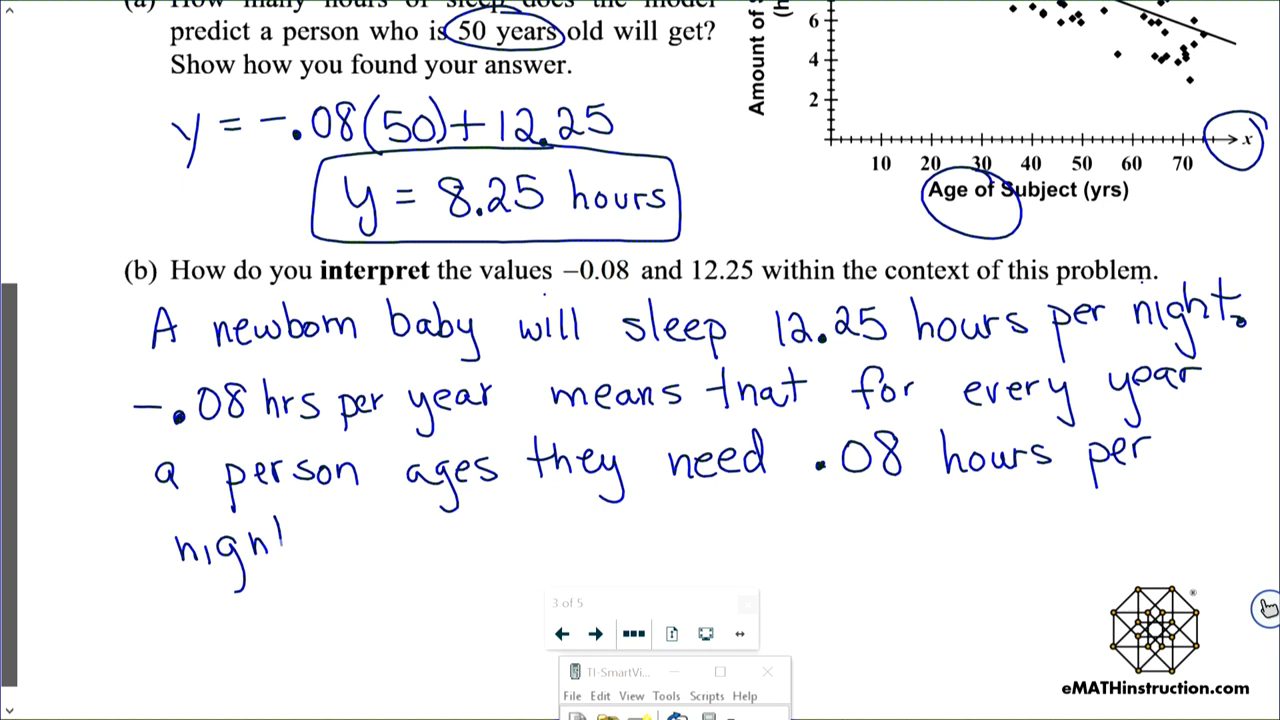 predict a person who is 50 years old will get?
Show how you found your answer.
y = -.08(50)+12.25
y = 8.25 hours
Amount of
6
4
2
10 20 30 40 50 60 70
x
Age of Subject (yrs)
(b) How do you interpret the values −0.08 and 12.25 within the context of this problem.
A newborn baby will sleep 12.25 hours per night.
-.08 hrs per year means that for every year
a person ages they need .08 hours per
nigh
3 of 5
TI-SmartVi...
File Edit View Tools Scripts Help
®
eMATHinstruction.com